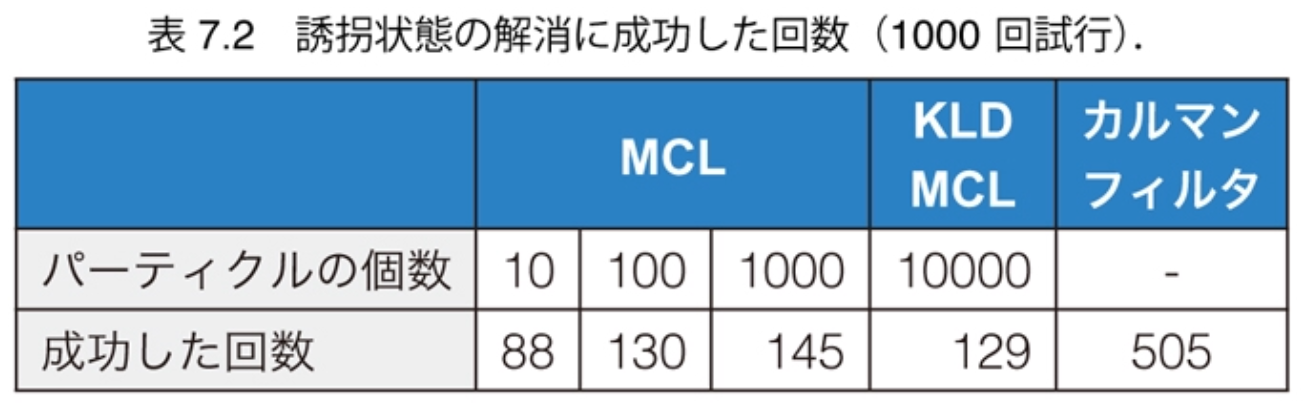 表 7.2　誘拐状態の解消に成功した回数（1000 回試行）．
MCL
KLD
MCL
カルマン
フィルタ
パーティクルの個数 10 100 1000 10000 -
成功した回数 88 130 145 129 505